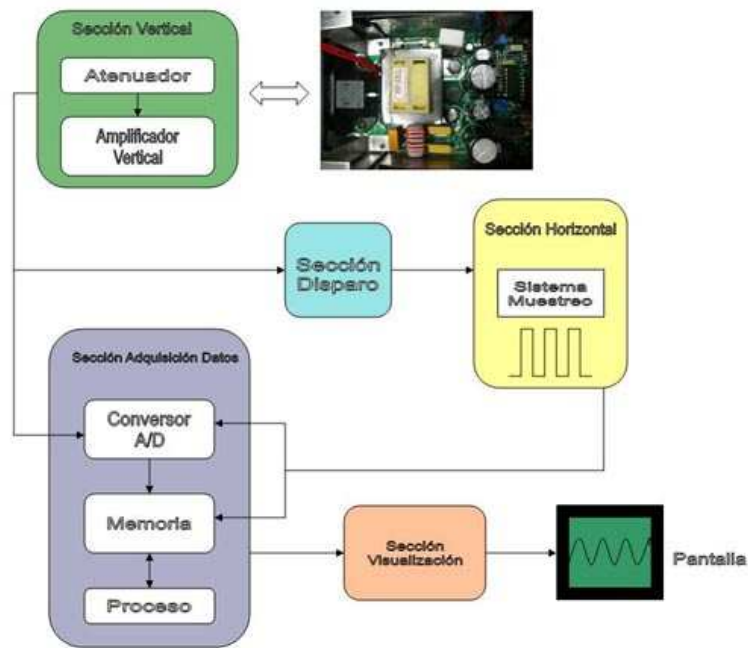 Sección Vertical
Atenuador
Amplificador
Vertical
Sección
Disparo
Sección Horizontal
Sistema
Muestreo
Sección Adquisición Datos
Conversor
A/D
Memoria
Proceso
Sección
Visualización
Pantalla